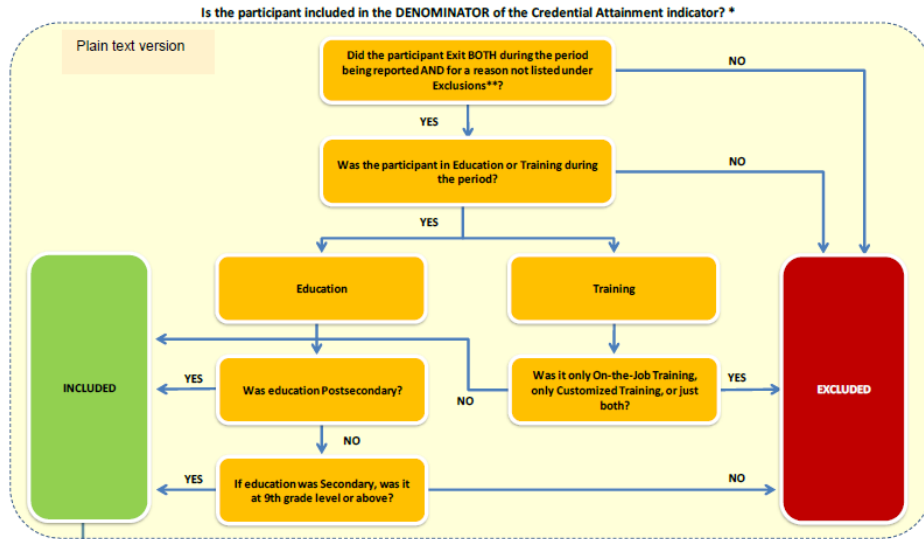 Is the participant included in the DENOMINATOR of the Credential Attainment indicator? *
Plain text version
Did the participant Exit BOTH during the period
being reported AND for a reason not listed under
Exclusions**?
NO
YES
Was the participant in Education or Training during
the period?
NO
YES
Education
Training
INCLUDED
YES
Was education Postsecondary?
NO
Was it only On-the-Job Training,
only Customized Training, or just
both?
YES
EXCLUDED
NO
YES
If education was Secondary, was it
at 9th grade level or above?
NO